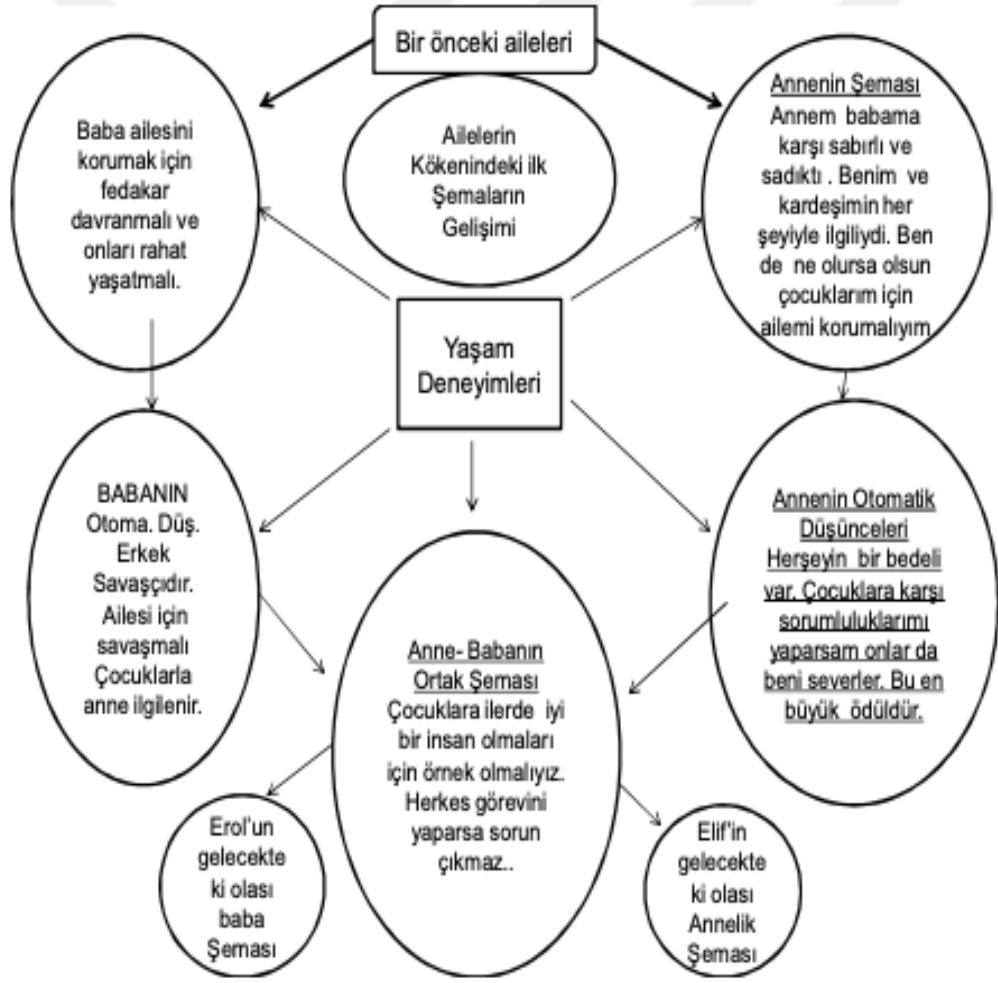 Bir önceki aileleri
Baba ailesini
korumak için
fedakar
davranmalı ve
onları rahat
yaşatmalı.
Ailelerin
Kökenindeki ilk
Şemaların
Gelişimi
Annenin Şeması
Annem babama
karşı sabırlı ve
sadıktı . Benim ve
kardeşimin her
şeyiyle ilgiliydi. Ben
de ne olursa olsun
çocuklarım için
ailemi korumalıyım
Yaşam
Deneyimleri
BABANIN
Otoma. Düş.
Erkek
Savaşçıdır.
Ailesi için
savaşmalı
Çocuklarla
anne ilgilenir.
Anne- Babanın
Ortak Şeması
Çocuklara ilerde iyi
bir insan olmaları
için örnek olmalıyız.
Herkes görevini
yaparsa sorun
çıkmaz..
Annenin Otomatik
Düşünceleri
Herşeyin bir bedeli
var. Çocuklara karşı
sorumluluklarımı
yaparsam onlar da
beni severler. Bu en
büyük ödüldür.
Erol'un
gelecekte
ki olası
baba
Şeması
Elif'in
gelecekte
ki olası
Annelik
Şeması